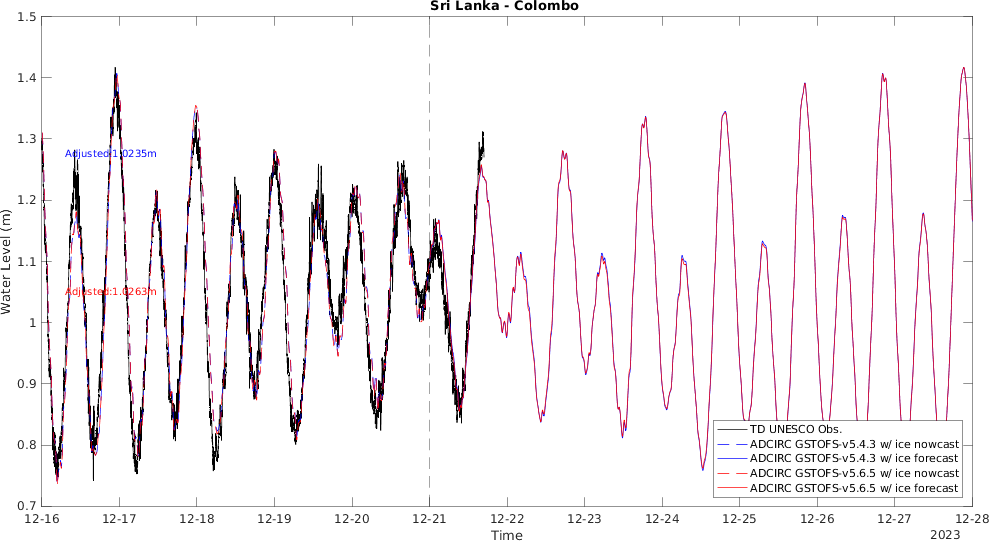 Sri Lanka - Colombo
1.5
1.4
1.3
1.2
1.1
1
0.9
0.8
0.7
Water Level (m)
Adjusted:1.0235m
Adjusted:1.0263m
TD UNESCO Obs.
ADCIRC GSTOFS-v5.4.3 w/ ice nowcast
ADCIRC GSTOFS-v5.4.3 w/ ice forecast
ADCIRC GSTOFS-v5.6.5 w/ ice nowcast
ADCIRC GSTOFS-v5.6.5 w/ ice forecast
12-16 12-17 12-18 12-19 12-20 12-21 12-22 12-23 12-24 12-25 12-26 12-27 12-28
Time
2023